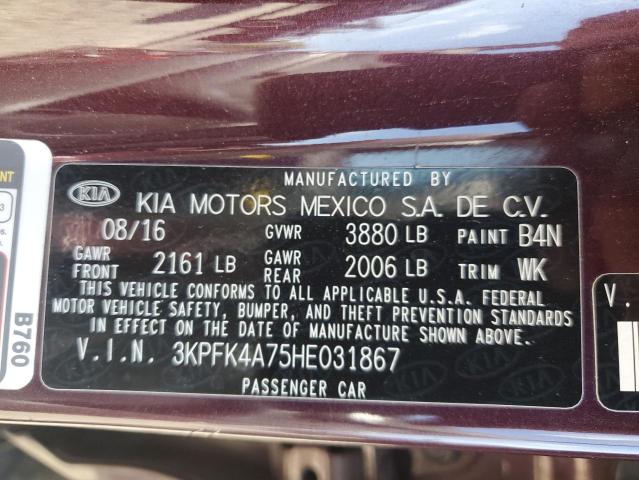 MANUFACTURED BY
KIA KIA MOTORS MEXICO S.A. DE C.V.
08/16 GVWR 3880 LB PAINT B4N
GAWR FRONT 2161 LB GAWR REAR 2006 LB TRIM WK
THIS VEHICLE CONFORMS TO ALL APPLICABLE U.S.A. FEDERAL
MOTOR VEHICLE SAFETY, BUMPER, AND THEFT PREVENTION STANDARDS
IN EFFECT ON THE DATE OF MANUFACTURE SHOWN ABOVE.
V.I.N. 3KPFK4A75HE031867
PASSENGER CAR
B760
V.